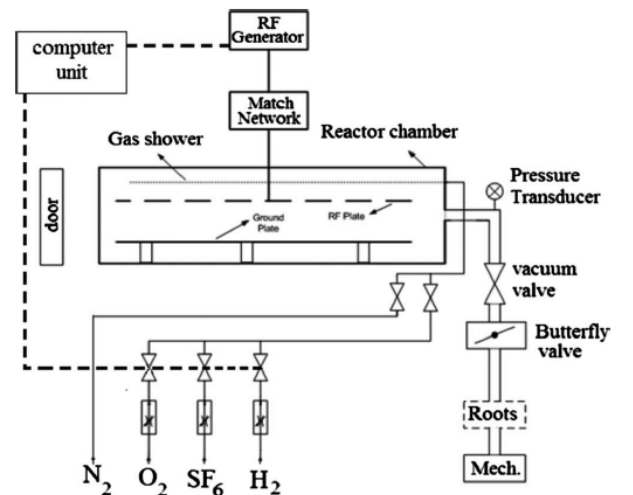 RF
Generator
computer
unit
Match
Network
Gas shower
Reactor chamber
Pressure
Transducer
door
Ground
Plate
RF Plate
vacuum
valve
Butterfly
valve
X
X
X
Roots
Mech.
N2
O2
SF6
H2